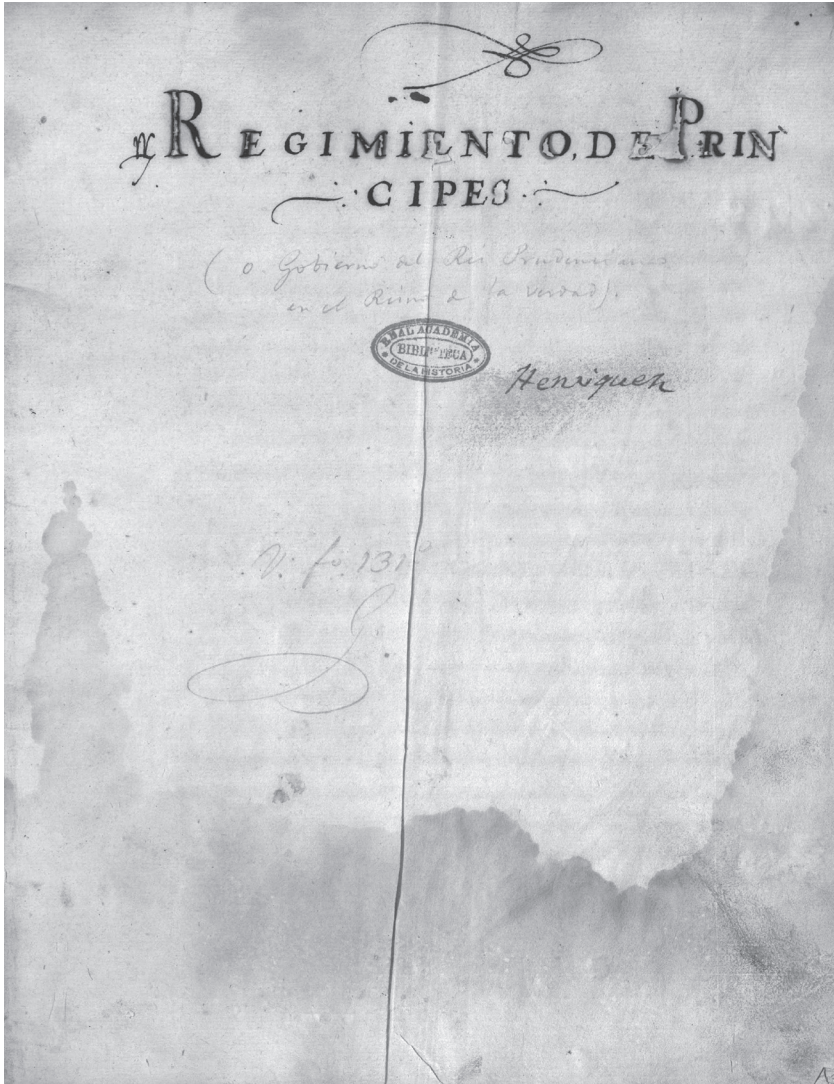 REGIMIENTO, DE PRIN
CIPES
(o. Gobierno del Rei Prudenciano
en el Reino de la verdad).
REAL ACADEMIA
BIBLIOTECA
DE LA HISTORIA
Henriquez
V. fo. 131
A